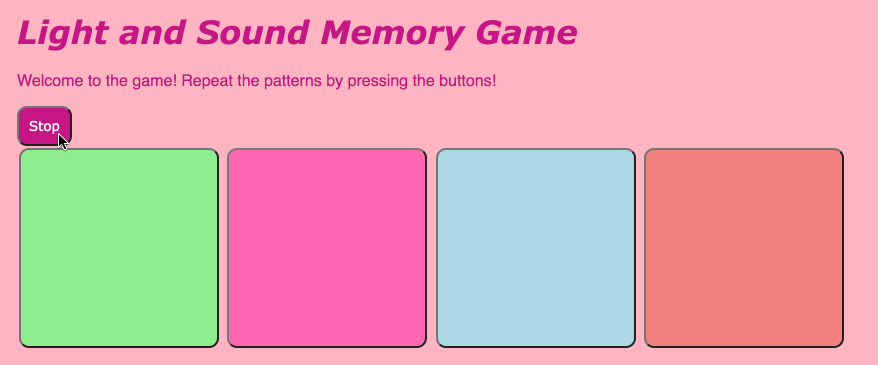 Light and Sound Memory Game
Welcome to the game! Repeat the patterns by pressing the buttons!
Stop